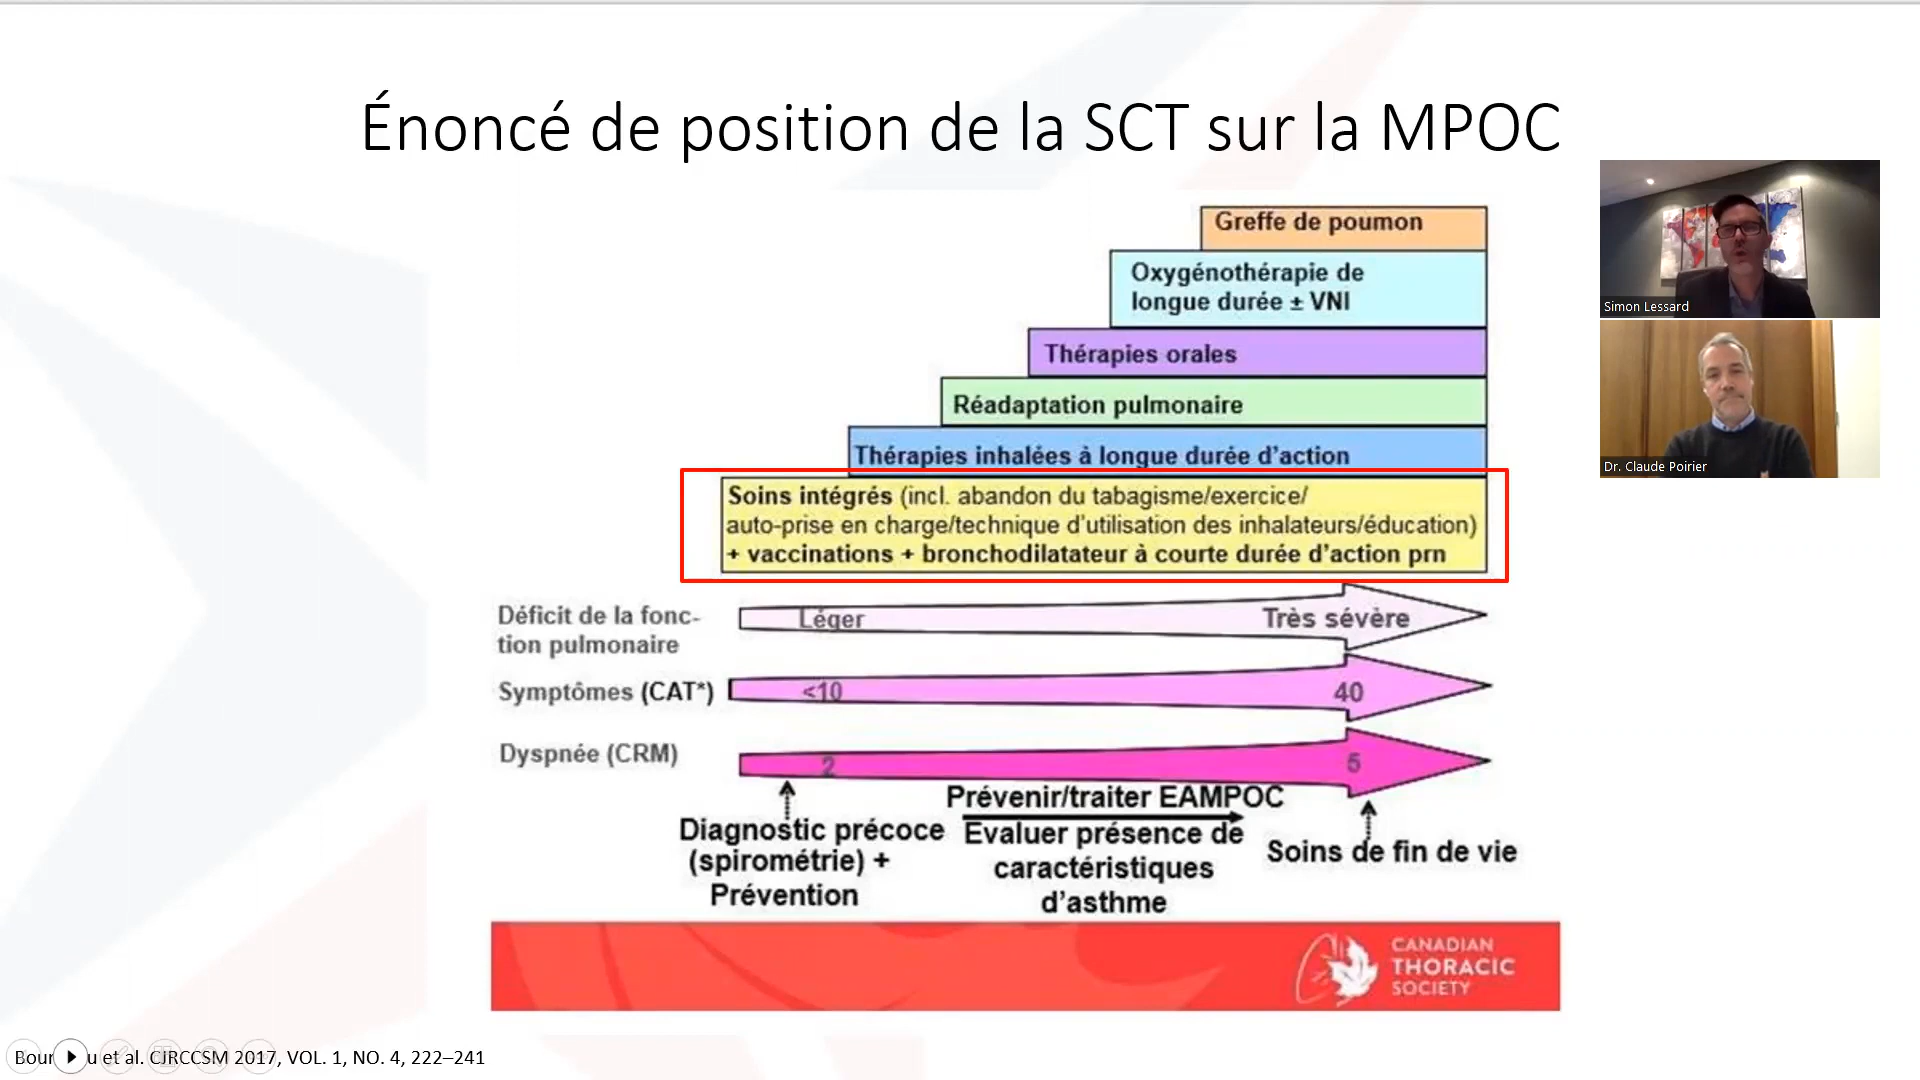 Énoncé de position de la SCT sur la MPOC
Simon Lessard
Dr. Claude Poirier
Greffe de poumon
Oxygénothérapie de
longue durée ± VNI
Thérapies orales
Réadaptation pulmonaire
Thérapies inhalées à longue durée d'action
Soins intégrés (incl. abandon du tabagisme/exercice/
auto-prise en charge/technique d'utilisation des inhalateurs/éducation)
+ vaccinations + bronchodilatateur à courte durée d'action prn
Déficit de la fonc-
tion pulmonaire
Léger
Très sévère
Symptômes (CAT*)
<10
40
Dyspnée (CRM)
2
5
Diagnostic précoce
(spirométrie) +
Prévention
Prévenir/traiter EAMPOC
Evaluer présence de
caractéristiques
d'asthme
Soins de fin de vie
CANADIAN
THORACIC
SOCIETY
et al. CJRCCSM 2017, VOL. 1, NO. 4, 222–241